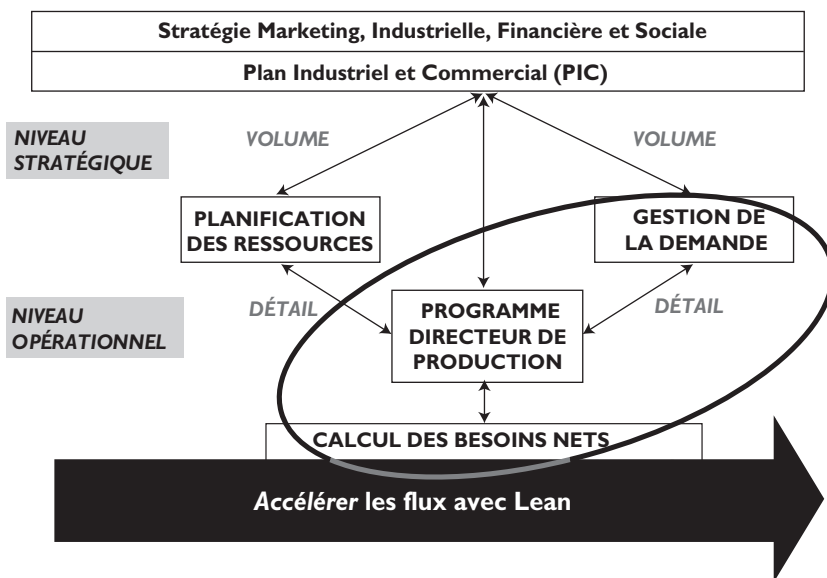 Stratégie Marketing, Industrielle, Financière et Sociale
Plan Industriel et Commercial (PIC)
NIVEAU
STRATÉGIQUE
VOLUME
VOLUME
PLANIFICATION
DES RESSOURCES
GESTION DE
LA DEMANDE
NIVEAU
OPÉRATIONNEL
DÉTAIL
DÉTAIL
PROGRAMME
DIRECTEUR DE
PRODUCTION
CALCUL DES BESOINS NETS
Accélérer les flux avec Lean